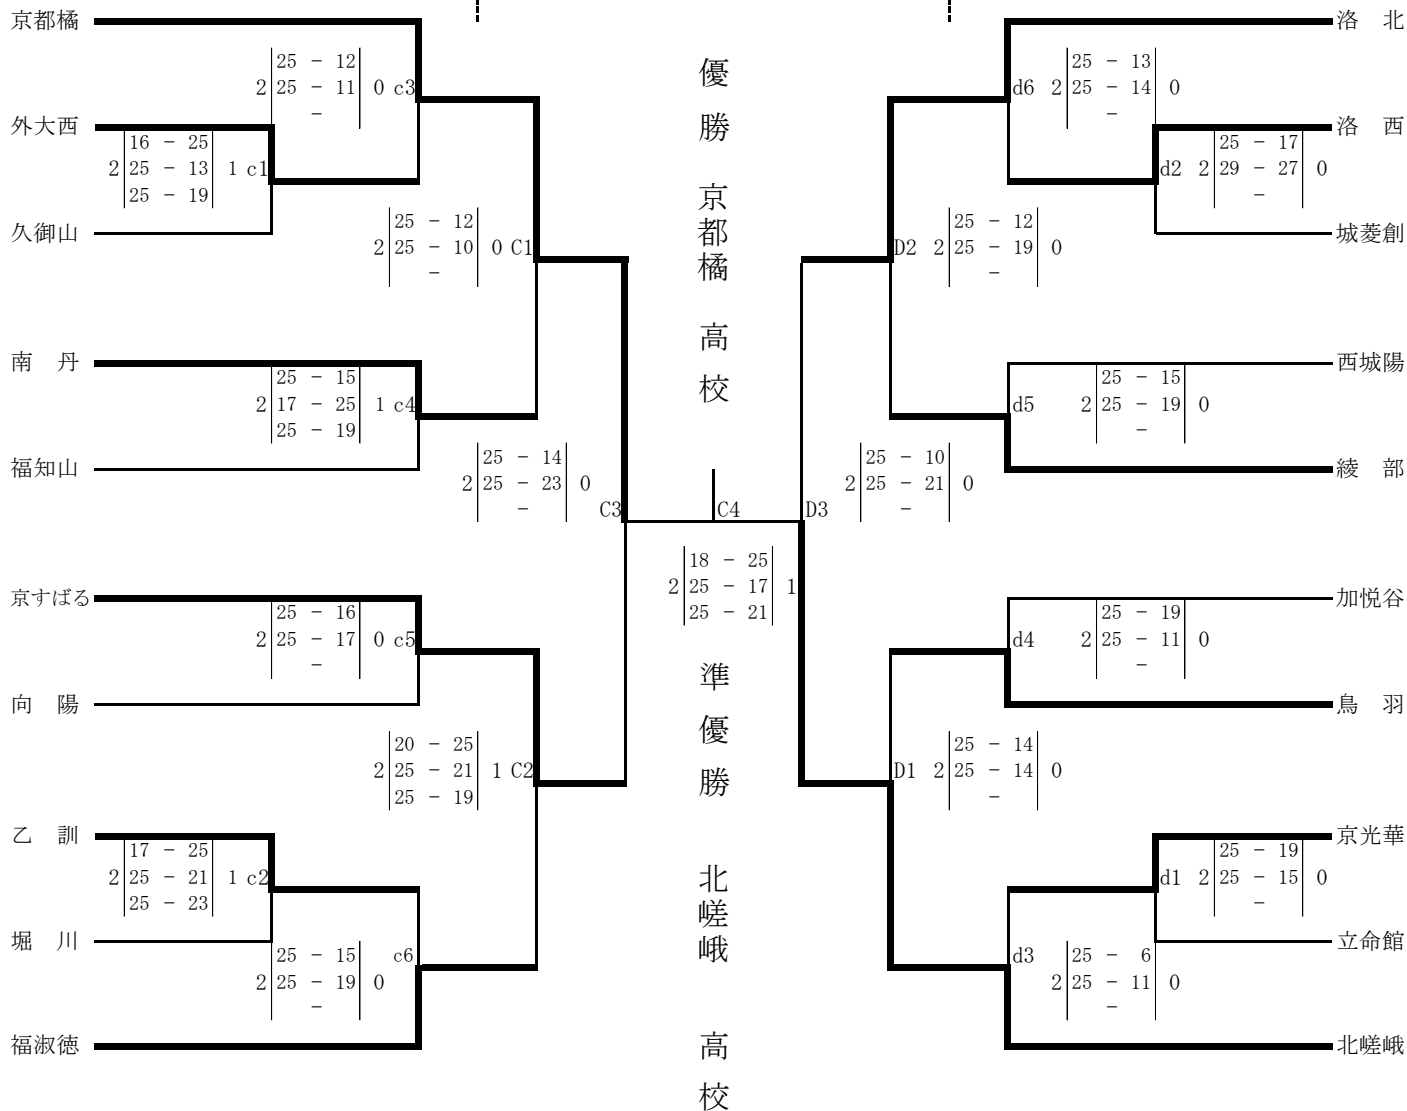 京都橘
25 － 12
2 25 － 11 0 c3
－
外大西
16 － 25
2 25 － 13 1 c1
25 － 19
久御山
25 － 12
2 25 － 10 0 C1
－
南 丹
25 － 15
2 17 － 25 1 c4
25 － 19
福知山
25 － 14
2 25 － 23 0
－
C3
京すばる
25 － 16
2 25 － 17 0 c5
－
向 陽
20 － 25
2 25 － 21 1 C2
25 － 19
乙 訓
17 － 25
2 25 － 21 1 c2
25 － 23
堀 川
25 － 15 c6
2 25 － 19 0
－
福淑徳
優勝 京都橘 高校
C4
18 － 25
2 25 － 17 1
25 － 21
準優勝 北嵯峨 高校
洛 北
25 － 13
d6 2 25 － 14 0
－
洛 西
25 － 17
d2 2 29 － 27 0
－
城菱創
25 － 12
D2 2 25 － 19 0
－
西城陽
25 － 15
d5 2 25 － 19 0
－
綾 部
25 － 10
2 25 － 21 0
－
D3
加悦谷
25 － 19
d4 2 25 － 11 0
－
鳥 羽
25 － 14
D1 2 25 － 14 0
－
京光華
25 － 19
d1 2 25 － 15 0
－
立命館
d3 25 － 6
2 25 － 11 0
－
北嵯峨